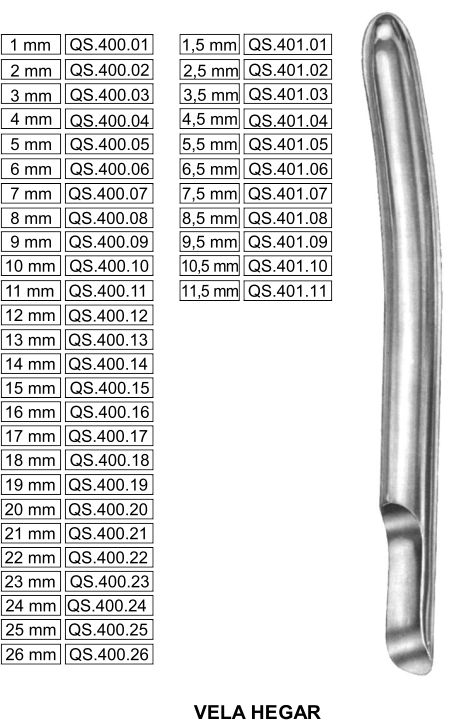 1 mm QS.400.01 1,5 mm QS.401.01
2 mm QS.400.02 2,5 mm QS.401.02
3 mm QS.400.03 3,5 mm QS.401.03
4 mm QS.400.04 4,5 mm QS.401.04
5 mm QS.400.05 5,5 mm QS.401.05
6 mm QS.400.06 6,5 mm QS.401.06
7 mm QS.400.07 7,5 mm QS.401.07
8 mm QS.400.08 8,5 mm QS.401.08
9 mm QS.400.09 9,5 mm QS.401.09
10 mm QS.400.10 10,5 mm QS.401.10
11 mm QS.400.11 11,5 mm QS.401.11
12 mm QS.400.12
13 mm QS.400.13
14 mm QS.400.14
15 mm QS.400.15
16 mm QS.400.16
17 mm QS.400.17
18 mm QS.400.18
19 mm QS.400.19
20 mm QS.400.20
21 mm QS.400.21
22 mm QS.400.22
23 mm QS.400.23
24 mm QS.400.24
25 mm QS.400.25
26 mm QS.400.26
VELA HEGAR